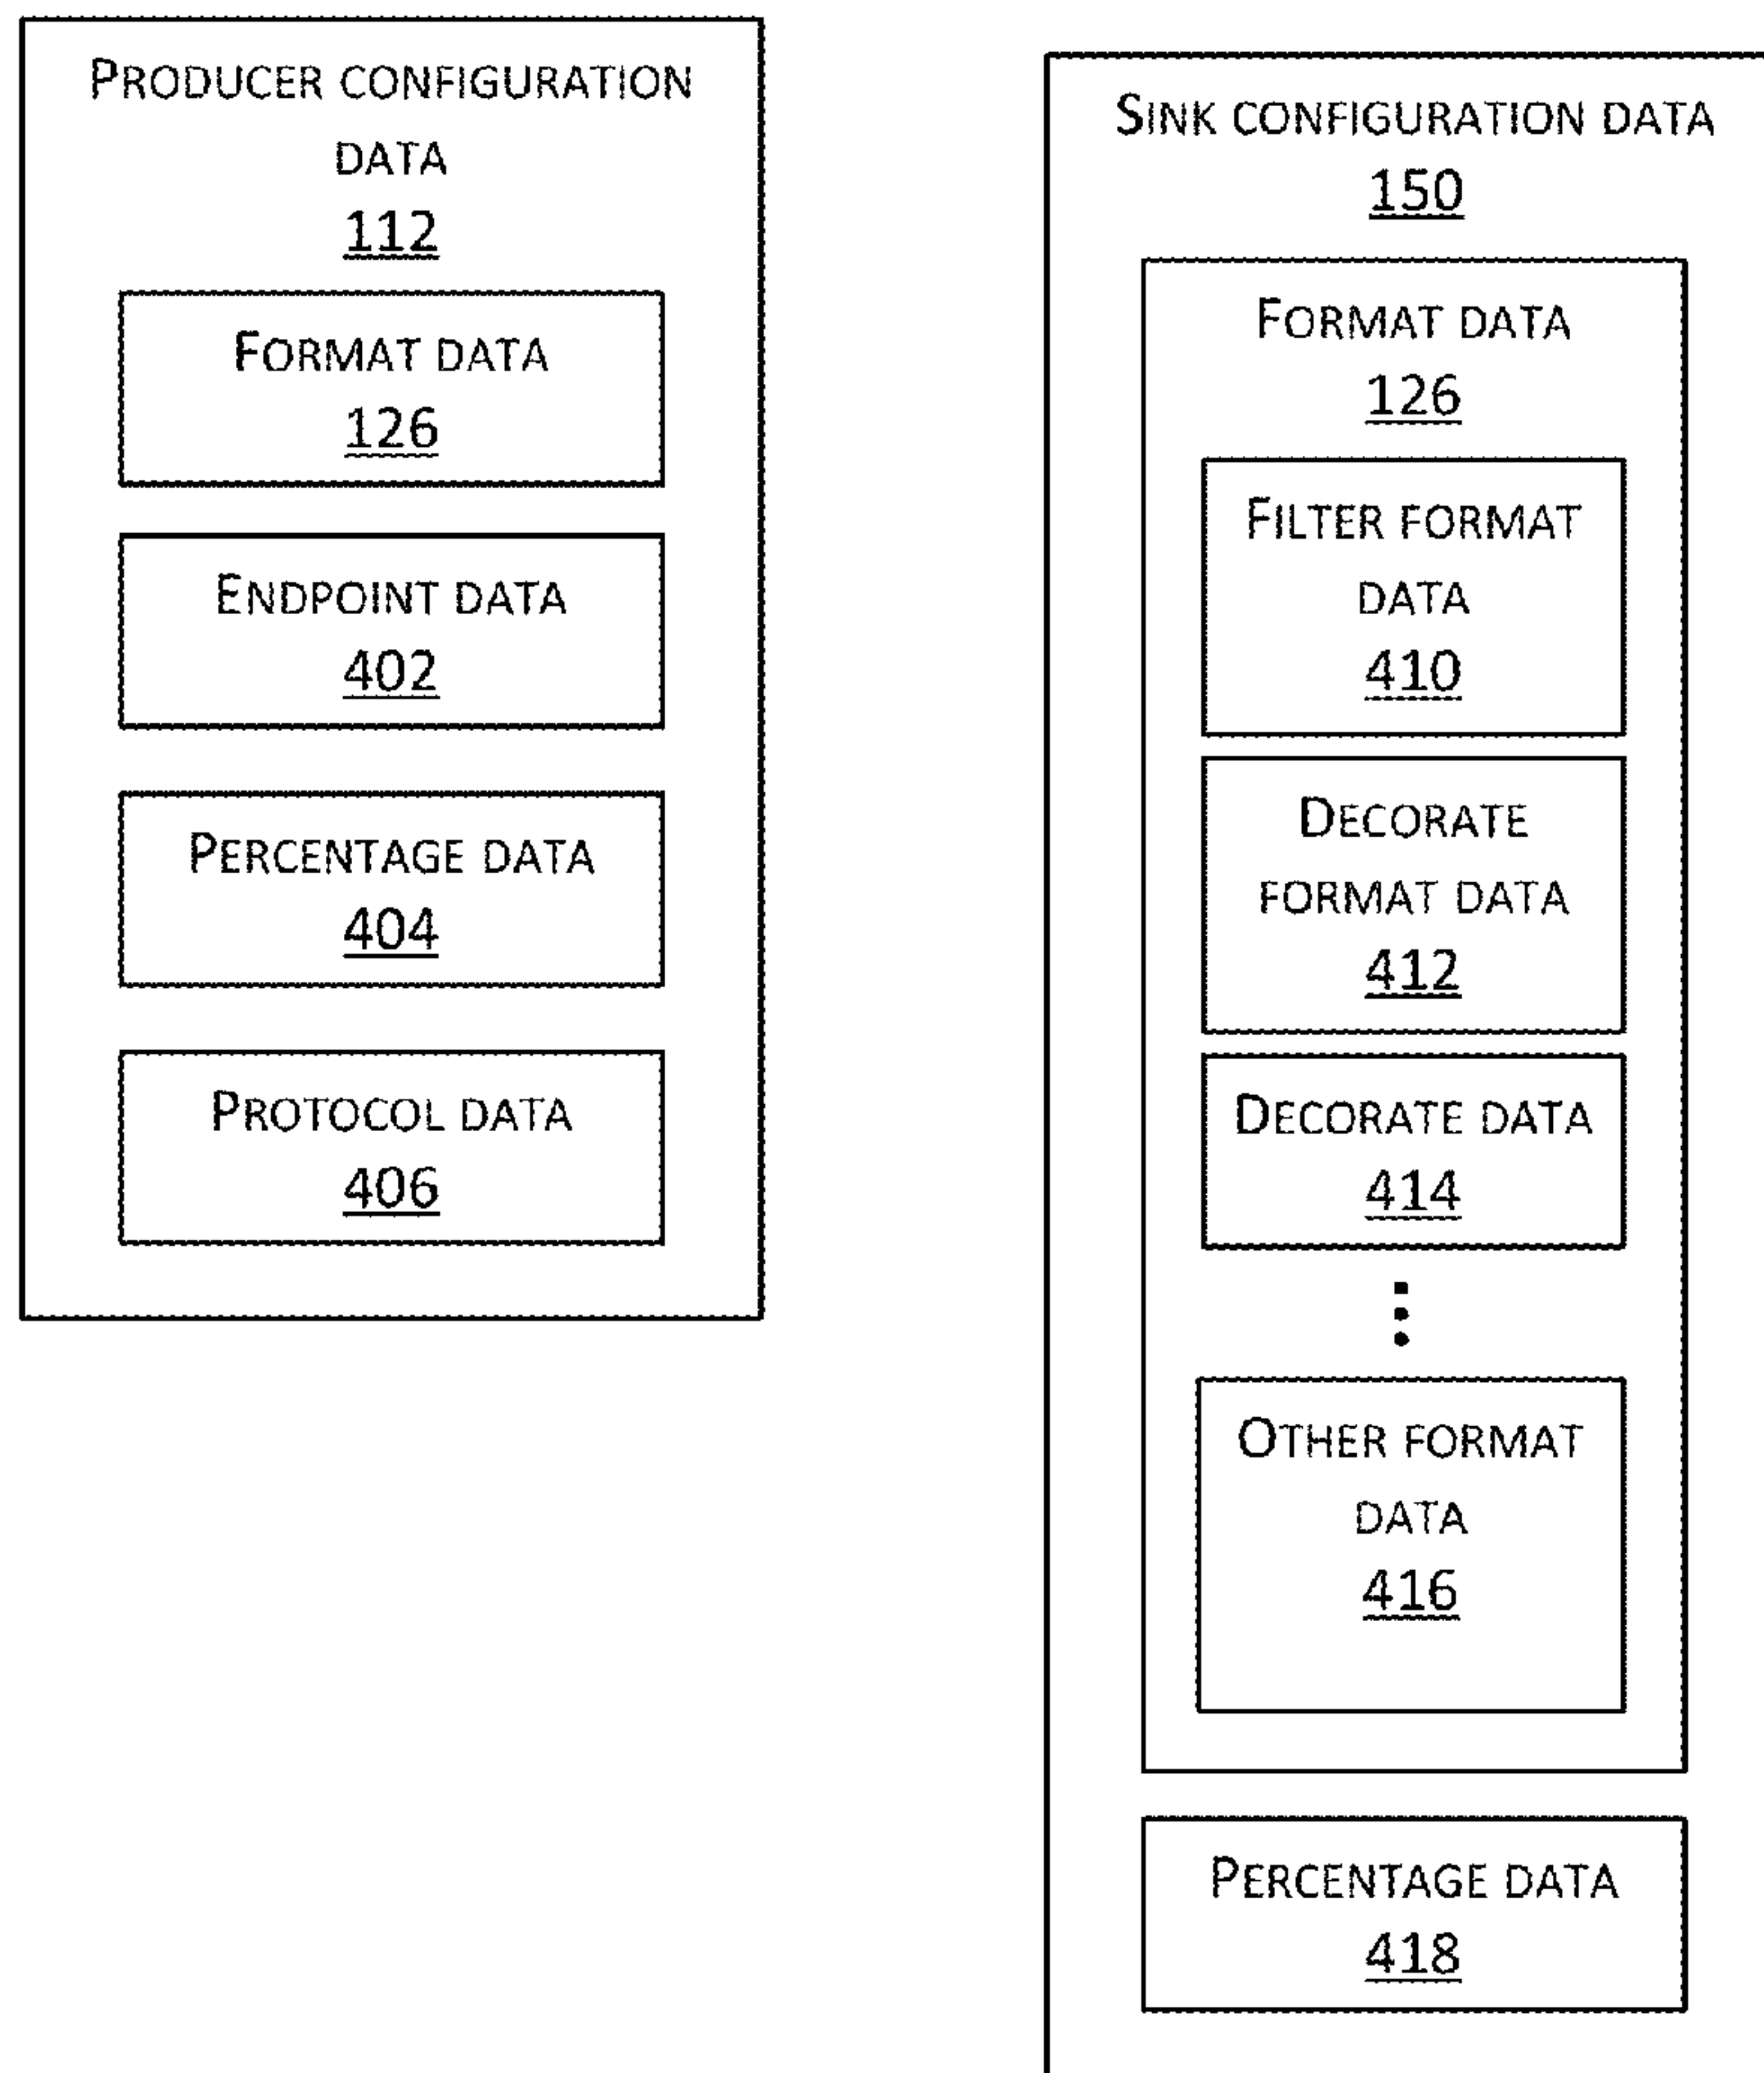 PRODUCER CONFIGURATION
DATA
112
FORMAT DATA
126
ENDPOINT DATA
402
PERCENTAGE DATA
404
PROTOCOL DATA
406
SINK CONFIGURATION DATA
150
FORMAT DATA
126
FILTER FORMAT
DATA
410
DECORATE
FORMAT DATA
412
DECORATE DATA
414
OTHER FORMAT
DATA
416
PERCENTAGE DATA
418